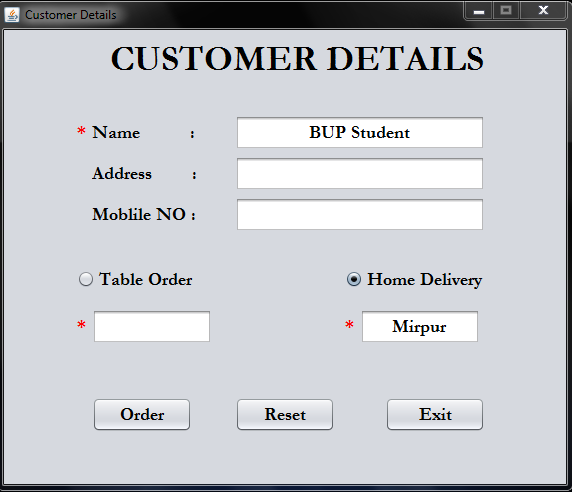 Customer Details
CUSTOMER DETAILS
* Name :
BUP Student
Address :
Moblile NO :
Table Order
Home Delivery
*
* Mirpur
Order
Reset
Exit